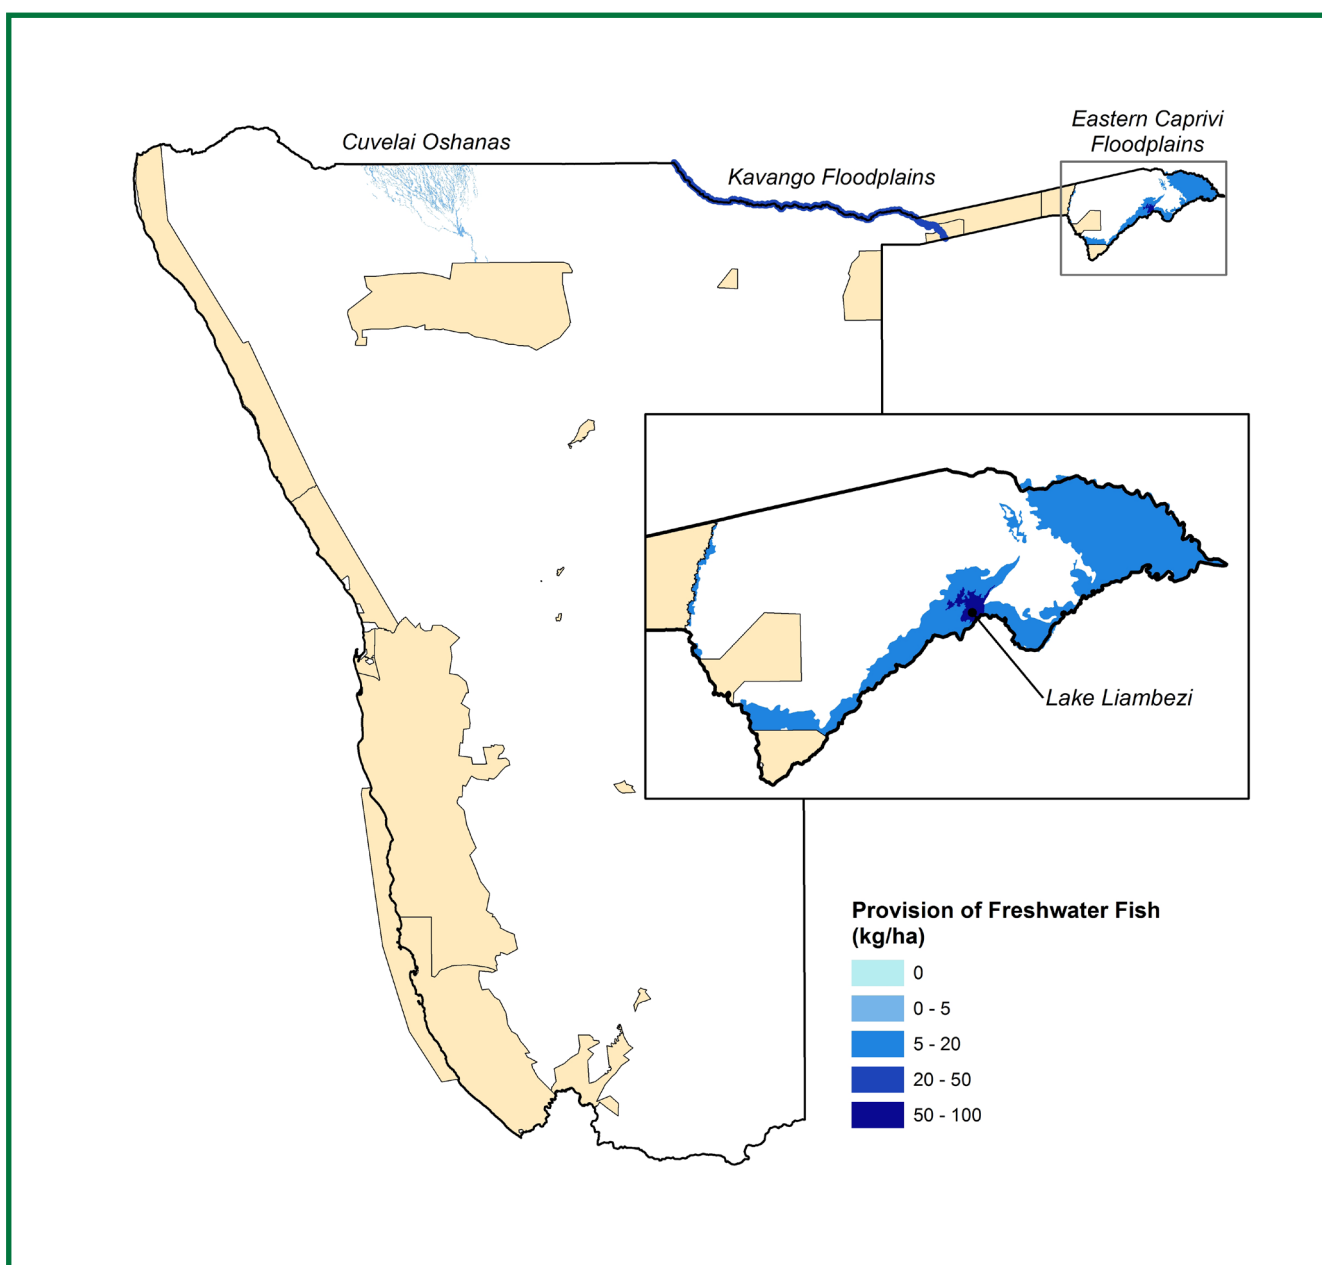 Cuvelai Oshanas
Kavango Floodplains
Eastern Caprivi
Floodplains
Lake Liambezi
Provision of Freshwater Fish
(kg/ha)
0
0 - 5
5 - 20
20 - 50
50 - 100